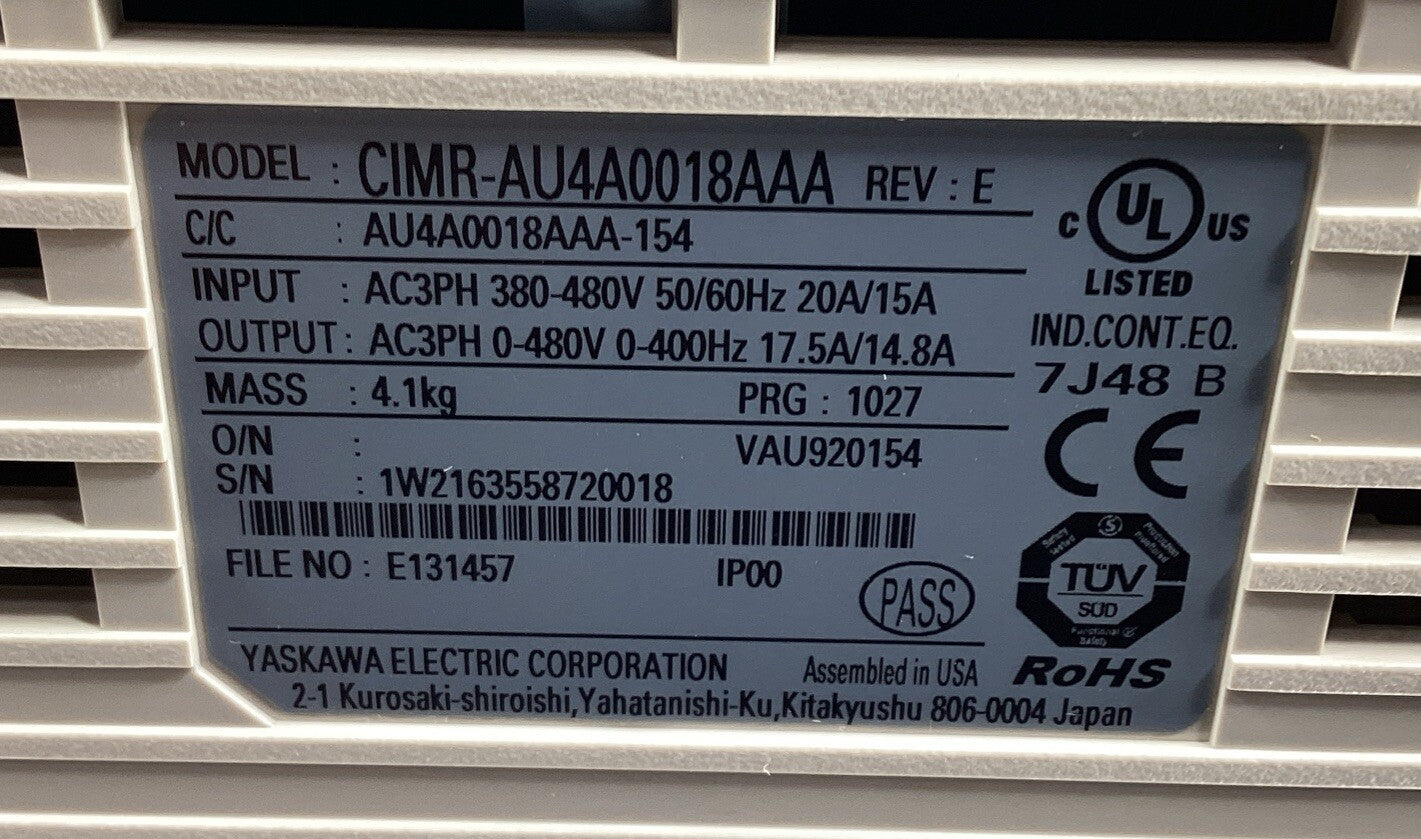 MODEL : CIMR-AU4A0018AAA REV : E
C/C : AU4A0018AAA-154
INPUT : AC3PH 380-480V 50/60Hz 20A/15A
OUTPUT : AC3PH 0-480V 0-400Hz 17.5A/14.8A
MASS : 4.1kg PRG : 1027
O/N : VAU920154
S/N : 1W2163558720018
FILE NO : E131457 IP00 PASS
YASKAWA ELECTRIC CORPORATION Assembled in USA
2-1 Kurosaki-shiroishi,Yahatanishi-Ku,Kitakyushu 806-0004 Japan
C UL US
LISTED
IND.CONT.EQ.
7J48 B
CE
TÜV
SÜD
Functional
Safety
RoHS